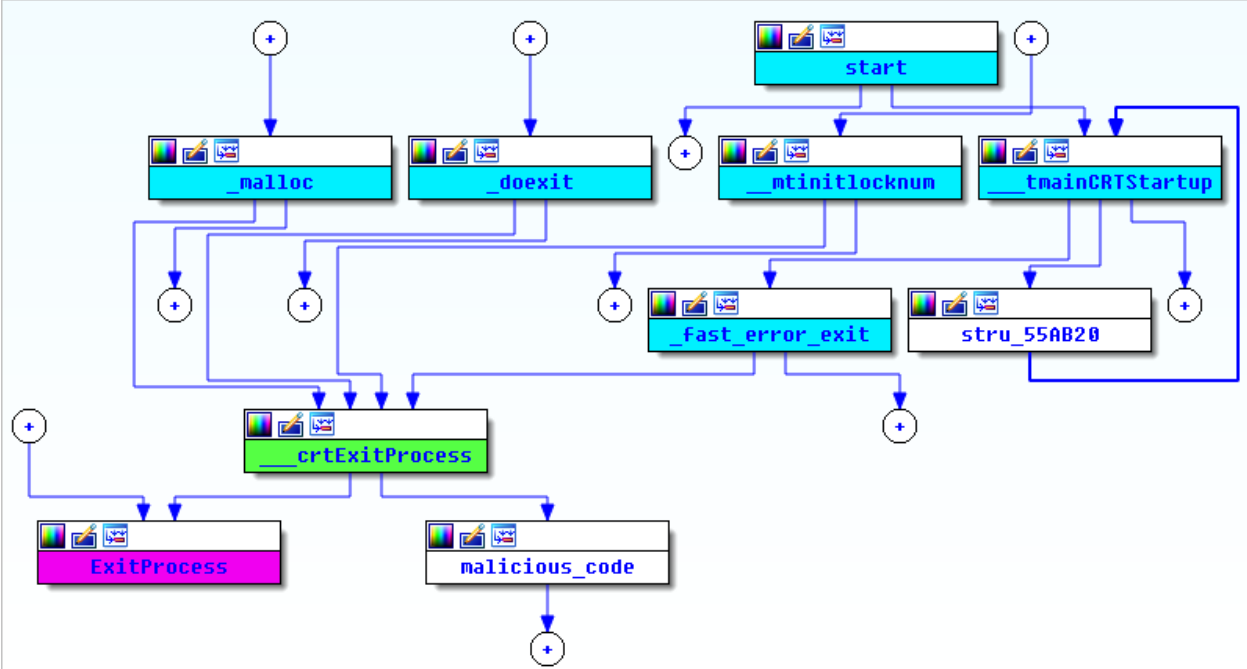 start
_malloc
_doexit
__mtinitlocknum
___tmainCRTStartup
_fast_error_exit
stru_55AB20
___crtExitProcess
ExitProcess
malicious_code